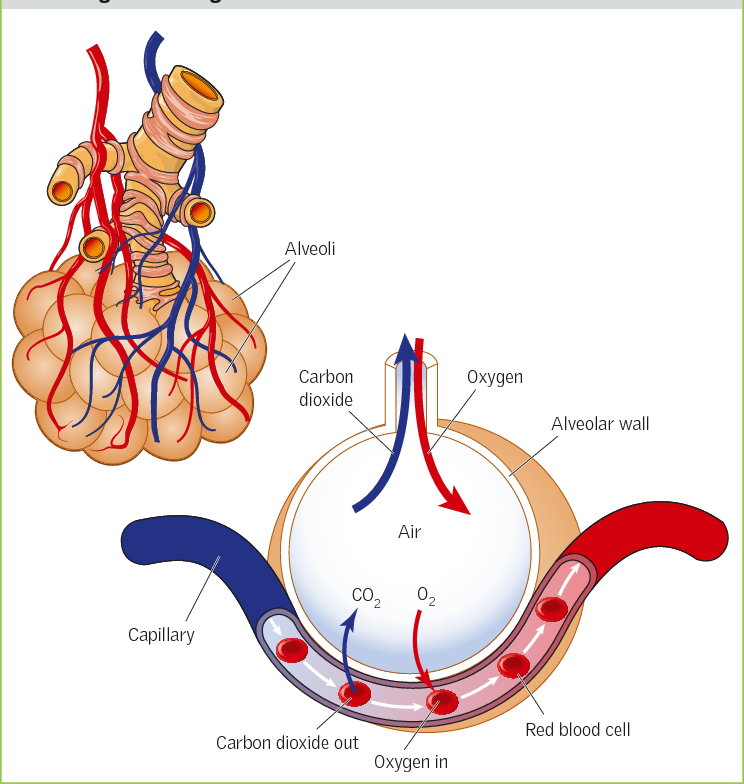 Alveoli
Carbon
dioxide
Oxygen
Alveolar wall
Air
CO2
O2
Capillary
Red blood cell
Carbon dioxide out
Oxygen in